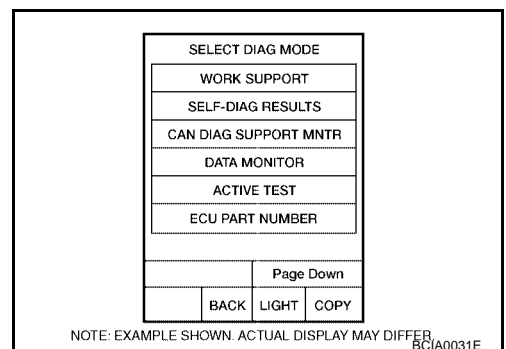 SELECT DIAG MODE
WORK SUPPORT
SELF-DIAG RESULTS
CAN DIAG SUPPORT MNTR
DATA MONITOR
ACTIVE TEST
ECU PART NUMBER
Page Down
BACK LIGHT COPY
NOTE: EXAMPLE SHOWN. ACTUAL DISPLAY MAY DIFFER.
BCIA0031E